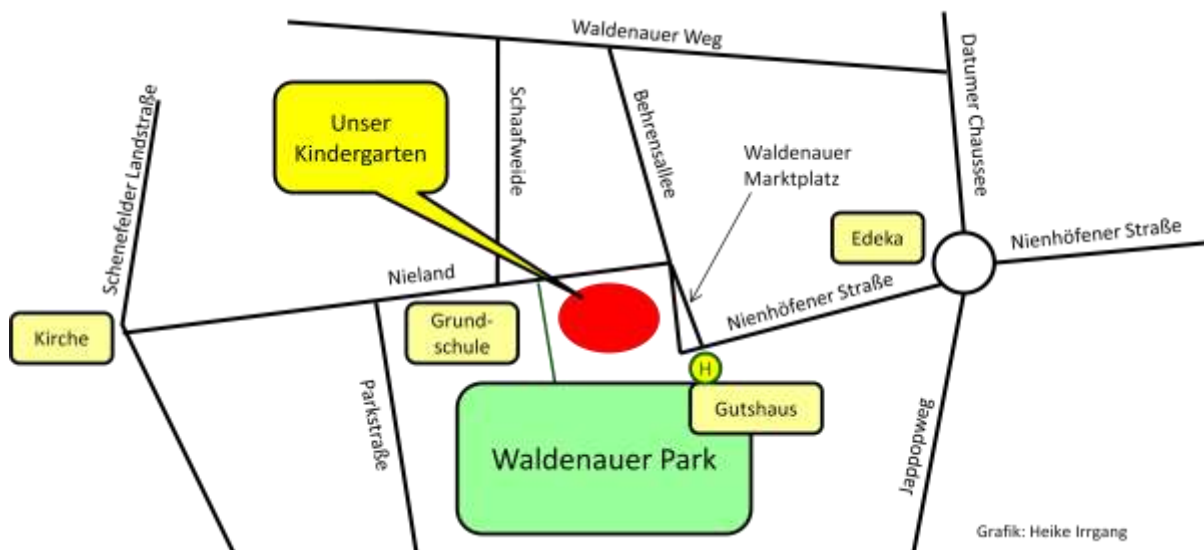 Waldenauer Weg
Datumer Chaussee
Schenefelder Landstraße
Schaafweide
Unser
Kindergarten
Behrensallee
Waldenauer
Marktplatz
Edeka
Nienhöfener Straße
Nieland
Nienhöfener Straße
Kirche
Grund-
schule
H
Parkstraße
Gutshaus
Jappopweg
Waldenauer Park
Grafik: Heike Irrgang